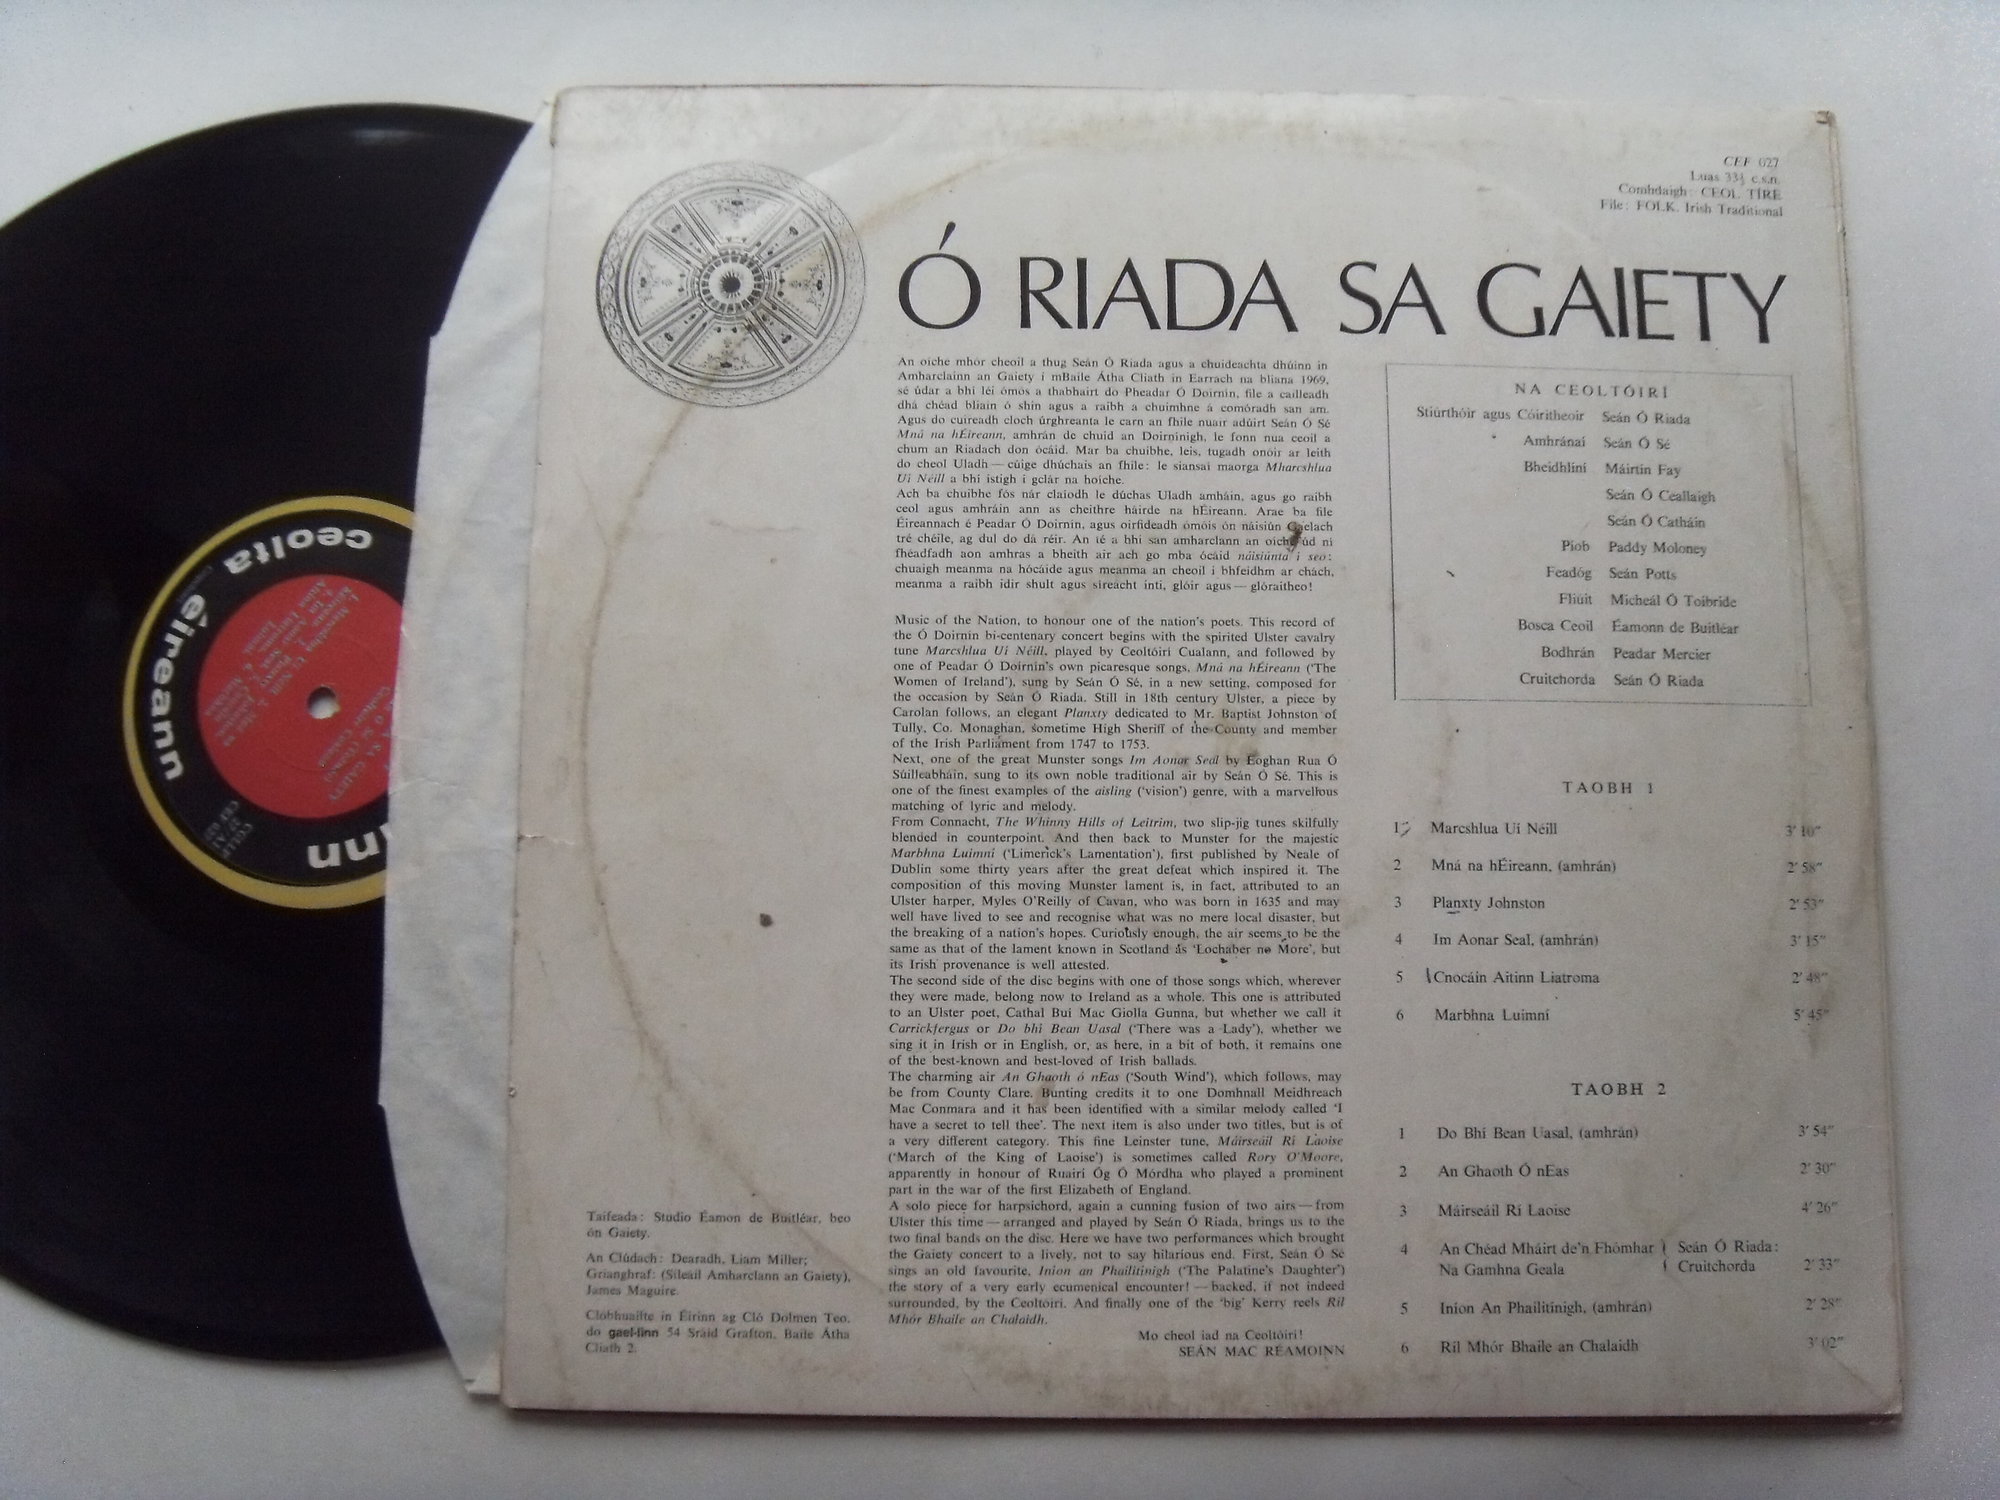 CEF 027
Luas 33⅓ c.s.n.
Comhdaigh: CEOL TÍRE
File: FOLK. Irish Traditional
Ó RIADA SA GAIETY
An oíche mhór cheoil a thug Seán Ó Riada agus a chuideachta dhúinn in
Amharclainn an Gaiety i mBaile Átha Cliath in Earrach na bliana 1969,
sé údar a bhí léi ómós a thabhairt do Pheadar Ó Doirnín, file a cailleadh
dhá chéad bliain ó shin agus a raibh a chuimhne á comóradh san am.
Agus do cuireadh cloch úrghreanta le carn an fhile nuair adúirt Seán Ó Sé
Mná na hÉireann, amhrán de chuid an Doirnínigh, le fonn nua ceoil a
chum an Riadach don ócáid. Mar ba chuibhe, leis, tugadh onóir ar leith
do cheol Uladh — cúige dhúchais an fhile: le siansaí maorga Mharcshlua
Uí Néill a bhí istigh i gclár na hoíche.
Ach ba chuibhe fós nár claíodh le dúchas Uladh amháin, agus go raibh
ceol agus amhráin ann as cheithre háirde na hÉireann. Arae ba file
Éireannach é Peadar Ó Doirnín, agus oirfideadh ómóis ón náisiún Gaelach
tré chéile, ag dul do dá réir. An té a bhí san amharclann an oíche úd ní
fhéadfadh aon amhras a bheith air ach go mba ócáid náisiúnta í seo:
chuaigh meanma na hócáide agus meanma an cheoil i bhfeidhm ar chách,
meanma a raibh idir shult agus síreacht inti, glóir agus — glóraitheo!
Music of the Nation, to honour one of the nation's poets. This record of
the Ó Doirnín bi-centenary concert begins with the spirited Ulster cavalry
tune Marcshlua Uí Néill, played by Ceoltóirí Cualann, and followed by
one of Peadar Ó Doirnín's own picaresque songs, Mná na hÉireann ('The
Women of Ireland'), sung by Seán Ó Sé, in a new setting, composed for
the occasion by Seán Ó Riada. Still in 18th century Ulster, a piece by
Carolan follows, an elegant Planxty dedicated to Mr. Baptist Johnston of
Tully, Co. Monaghan, sometime High Sheriff of the County and member
of the Irish Parliament from 1747 to 1753.
Next, one of the great Munster songs Im Aonar Seal by Eoghan Rua Ó
Súilleabháin, sung to its own noble traditional air by Seán Ó Sé. This is
one of the finest examples of the aisling ('vision') genre, with a marvellous
matching of lyric and melody.
From Connacht, The Whinny Hills of Leitrim, two slip-jig tunes skilfully
blended in counterpoint. And then back to Munster for the majestic
Marbhna Luimní ('Limerick's Lamentation'), first published by Neale of
Dublin some thirty years after the great defeat which inspired it. The
composition of this moving Munster lament is, in fact, attributed to an
Ulster harper, Myles O'Reilly of Cavan, who was born in 1635 and may
well have lived to see and recognise what was no mere local disaster, but
the breaking of a nation's hopes. Curiously enough, the air seems to be the
same as that of the lament known in Scotland as 'Lochaber no More', but
its Irish provenance is well attested.
The second side of the disc begins with one of those songs which, wherever
they were made, belong now to Ireland as a whole. This one is attributed
to an Ulster poet, Cathal Buí Mac Giolla Gunna, but whether we call it
Carrickfergus or Do bhí Bean Uasal ('There was a Lady'), whether we
sing it in Irish or in English, or, as here, in a bit of both, it remains one
of the best-known and best-loved of Irish ballads.
The charming air An Ghaoth ó nEas ('South Wind'), which follows, may
be from County Clare. Bunting credits it to one Domhnall Meidhreach
Mac Conmara and it has been identified with a similar melody called 'I
have a secret to tell thee'. The next item is also under two titles, but is of
a very different category. This fine Leinster tune, Máirseáil Rí Laoise
('March of the King of Laoise') is sometimes called Rory O'Moore,
apparently in honour of Ruairí Óg Ó Mórdha who played a prominent
part in the war of the first Elizabeth of England.
A solo piece for harpsichord, again a cunning fusion of two airs — from
Ulster this time — arranged and played by Seán Ó Riada, brings us to the
two final bands on the disc. Here we have two performances which brought
the Gaiety concert to a lively, not to say hilarious end. First, Seán Ó Sé
sings an old favourite, Iníon an Phailitínigh ('The Palatine's Daughter')
the story of a very early ecumenical encounter! — backed, if not indeed
surrounded, by the Ceoltóirí. And finally one of the 'big' Kerry reels Ríl
Mhór Bhaile an Chalaidh.
Mo cheol iad na Ceoltóirí!
SEÁN MAC RÉAMOINN
NA CEOLTÓIRÍ
Stiúrthóir agus Cóiritheoir Seán Ó Riada
Amhránaí Seán Ó Sé
Bheidhlíní Máirtín Fay
Seán Ó Ceallaigh
Seán Ó Catháin
Píob Paddy Moloney
Feadóg Seán Potts
Fliúit Micheál Ó Toibríde
Bosca Ceoil Éamonn de Buitléar
Bodhrán Peadar Mercier
Cruitchorda Seán Ó Riada
TAOBH 1
1 Marcshlua Uí Néill 3' 10"
2 Mná na hÉireann, (amhrán) 2' 58"
3 Planxty Johnston 2' 53"
4 Im Aonar Seal, (amhrán) 3' 15"
5 Cnocáin Aitinn Liatroma 2' 48"
6 Marbhna Luimní 5' 45"
TAOBH 2
1 Do Bhí Bean Uasal, (amhrán) 3' 54"
2 An Ghaoth Ó nEas 2' 30"
3 Máirseáil Rí Laoise 4' 26"
4 An Chéad Mháirt de'n Fhómhar Seán Ó Riada:
Na Gamhna Geala Cruitchorda 2' 33"
5 Iníon An Phailitínigh, (amhrán) 2' 28"
6 Ríl Mhór Bhaile an Chalaidh 3' 02"
Taifeada: Studio Éamon de Buitléar, beo
ón Gaiety.
An Clúdach: Dearadh, Liam Miller;
Grianghraf: (Síleáil Amharclann an Gaiety),
James Maguire.
Clóbhuailte in Éirinn ag Cló Dolmen Teo.
do gael-linn 54 Sráid Grafton, Baile Átha
Cliath 2.
ceolta
éireann